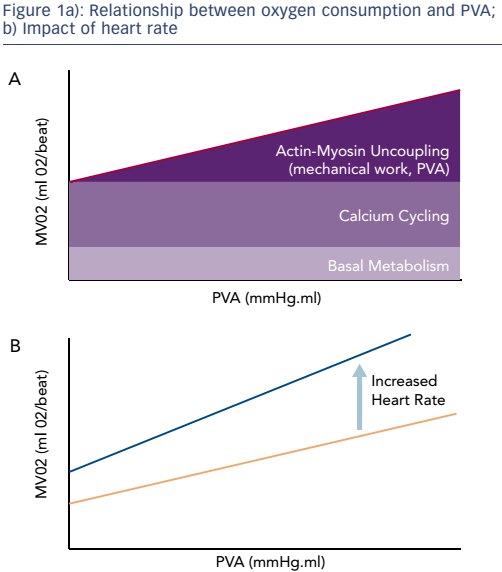 Figure 1a): Relationship between oxygen consumption and PVA;
b) Impact of heart rate
A
MV02 (ml 02/beat)
Actin-Myosin Uncoupling
(mechanical work, PVA)
Calcium Cycling
Basal Metabolism
PVA (mmHg.ml)
B
MV02 (ml 02/beat)
Increased
Heart Rate
PVA (mmHg.ml)